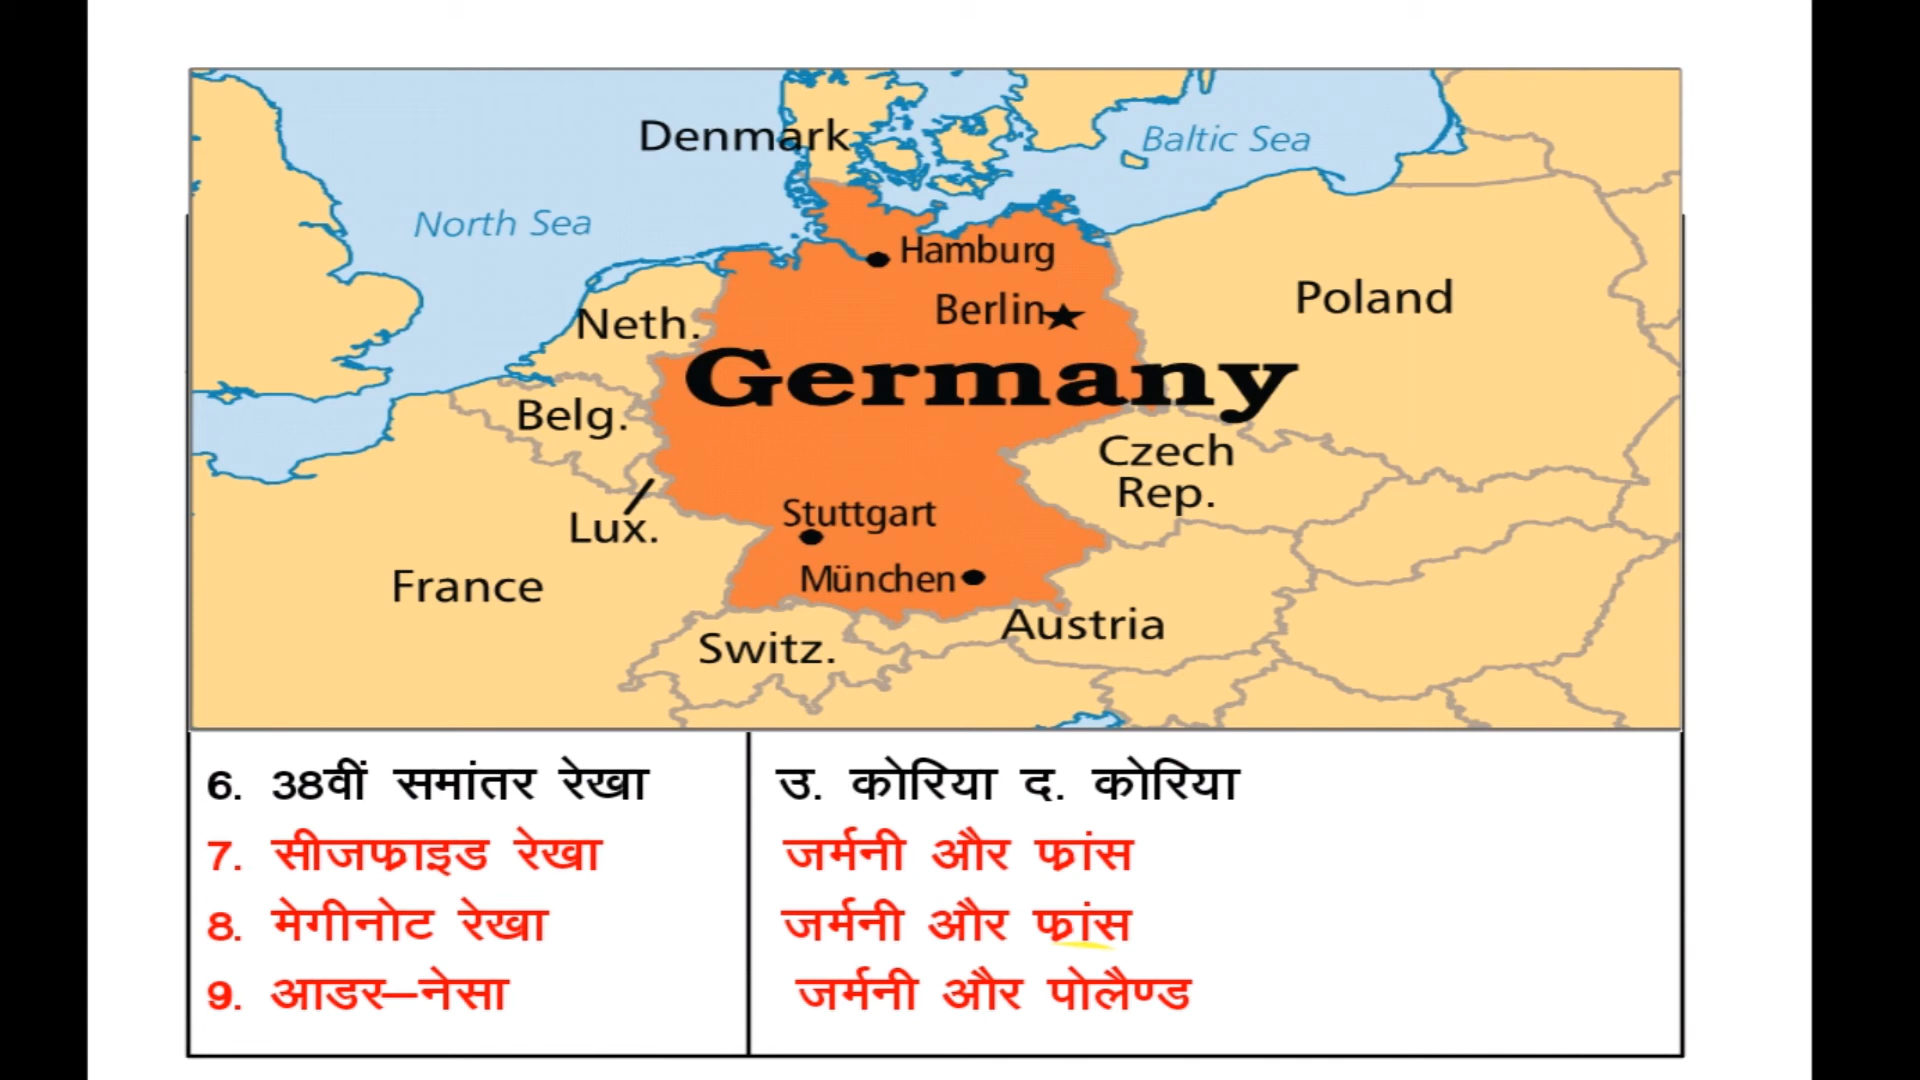 Denmark
Baltic Sea
North Sea
Hamburg
Berlin
Poland
Neth.
Germany
Belg.
Czech
Rep.
Stuttgart
Lux.
München
France
Austria
Switz.
6. 38वीं समांतर रेखा उ. कोरिया द. कोरिया
7. सीजफ्राइड रेखा जर्मनी और फ्रांस
8. मेगीनोट रेखा जर्मनी और फ्रांस
9. आडर–नेसा जर्मनी और पोलैण्ड